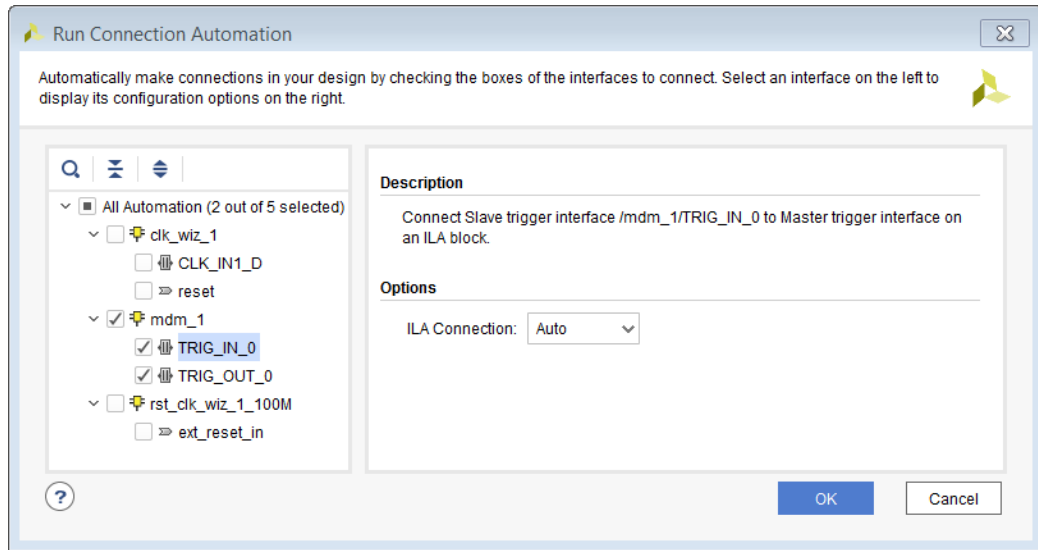 Run Connection Automation
Automatically make connections in your design by checking the boxes of the interfaces to connect. Select an interface on the left to
display its configuration options on the right.
All Automation (2 out of 5 selected)
clk_wiz_1
CLK_IN1_D
reset
mdm_1
TRIG_IN_0
TRIG_OUT_0
rst_clk_wiz_1_100M
ext_reset_in
Description
Connect Slave trigger interface /mdm_1/TRIG_IN_0 to Master trigger interface on
an ILA block.
Options
ILA Connection: Auto
?
OK Cancel